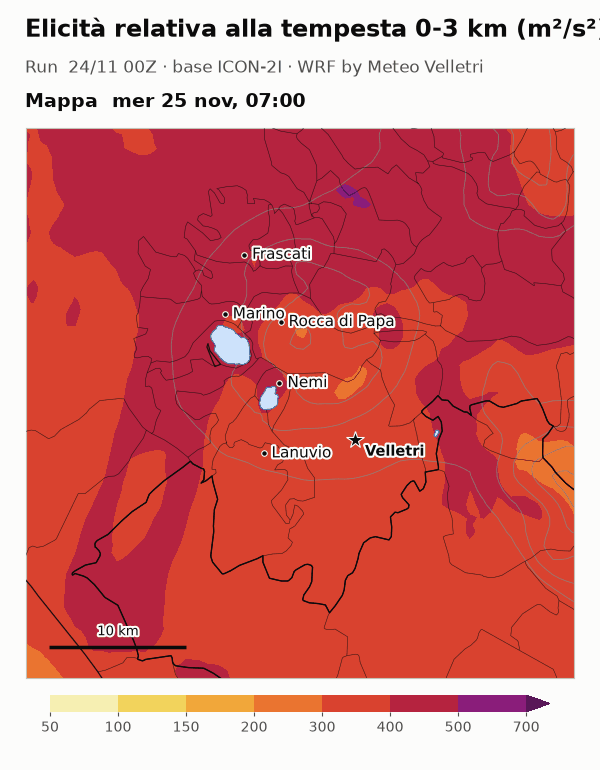 Elicità relativa alla tempesta 0-3 km (m²/s²)
Run  24/11 00Z · base ICON-2I · WRF by Meteo Velletri
Mappa  mer 25 nov, 07:00
Frascati
Marino
Rocca di Papa
Nemi
Lanuvio
Velletri
10 km
50 100 150 200 300 400 500 700